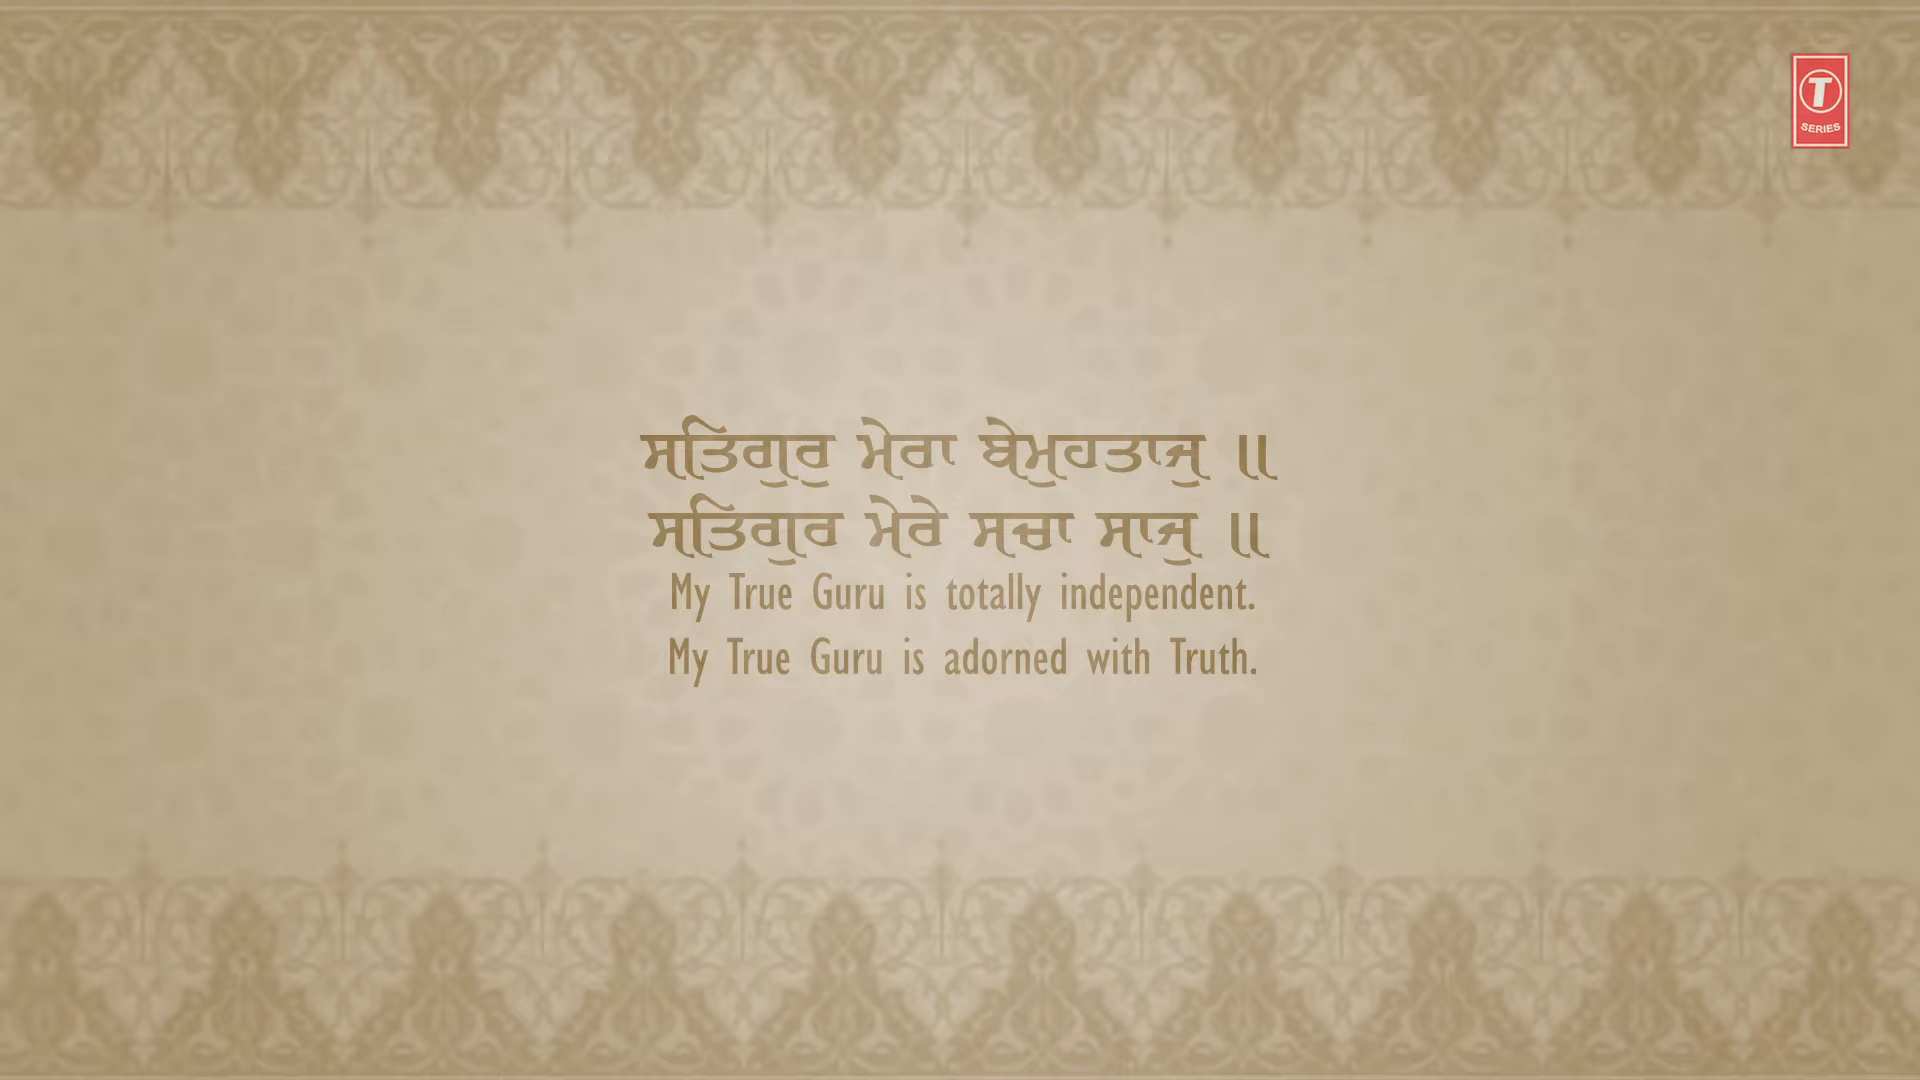 T
SERIES
ਸਤਿਗੁਰੁ ਮੇਰਾ ਬੇਮੁਹਤਾਜੁ ॥
ਸਤਿਗੁਰ ਮੇਰੇ ਸਚਾ ਸਾਜੁ ॥
My True Guru is totally independent.
My True Guru is adorned with Truth.